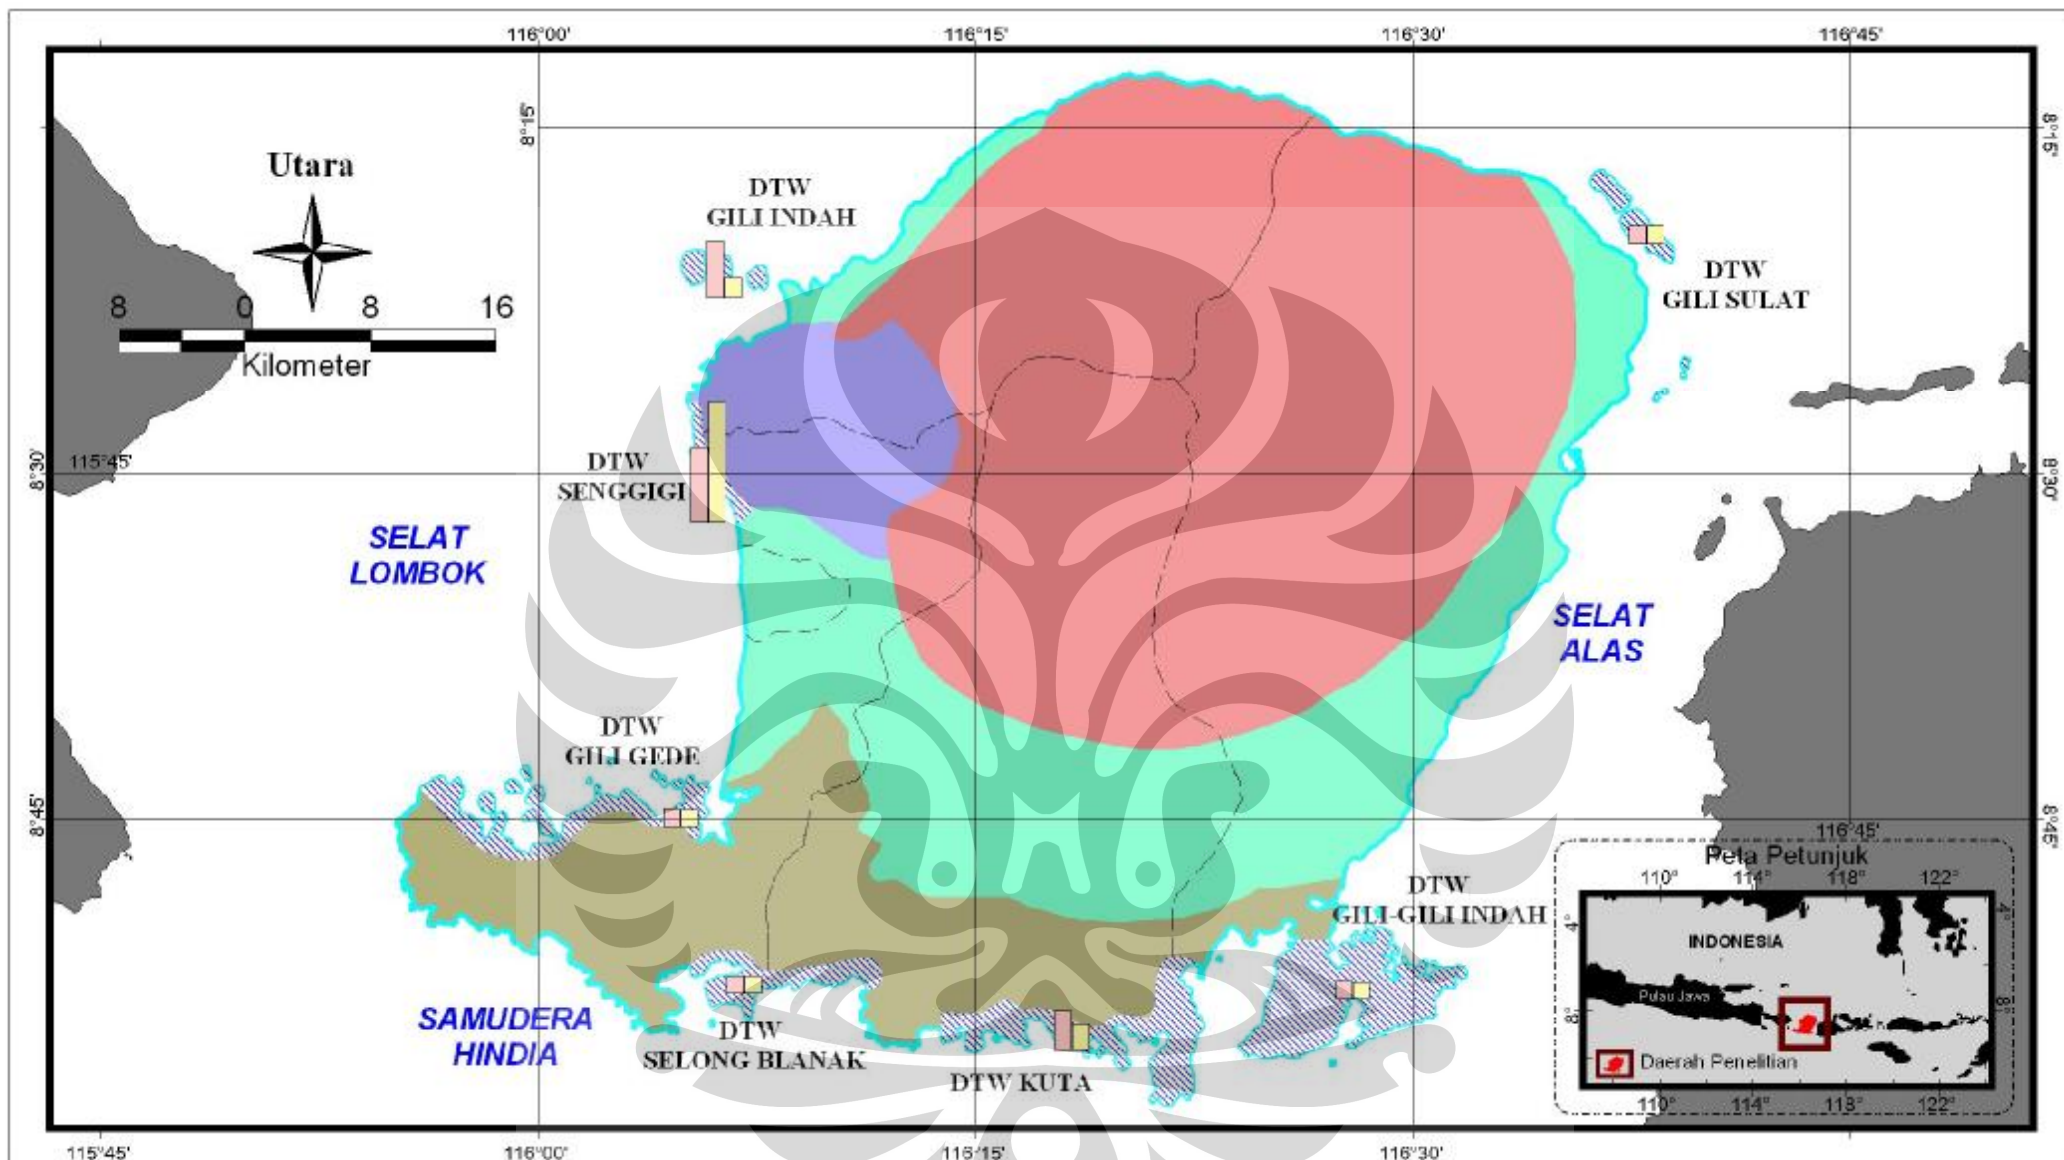 116°00'
116°15'
116°30'
116°45'
8°15'
8°15'
Utara
DTW
GILI INDAH
DTW
GILI SULAT
8
0
8
16
Kilometer
115°45'
8°30'
8°30'
DTW
SENGGIGI
SELAT
LOMBOK
SELAT
ALAS
DTW
GILI GEDE
8°45'
8°45'
116°45'
Peta Petunjuk
110°
114°
118°
122°
4°
4°
INDONESIA
Pulau Jawa
8°
8°
Daerah Penelitian
110°
114°
118°
122°
DTW
GILI-GILI INDAH
SAMUDERA
HINDIA
DTW
SELONG BLANAK
DTW KUTA
115°45'
116°00'
116°15'
116°30'